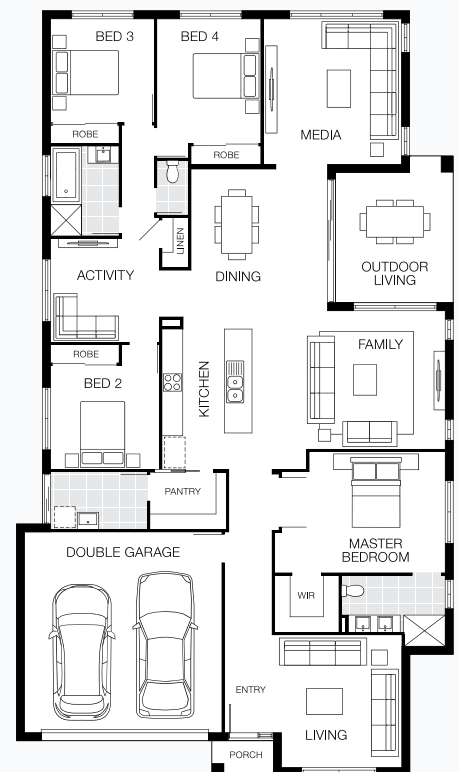 BED 3
BED 4
MEDIA
ROBE
ROBE
LINEN
ACTIVITY
DINING
OUTDOOR
LIVING
ROBE
FAMILY
KITCHEN
BED 2
PANTRY
MASTER
BEDROOM
DOUBLE GARAGE
WIR
ENTRY
LIVING
PORCH